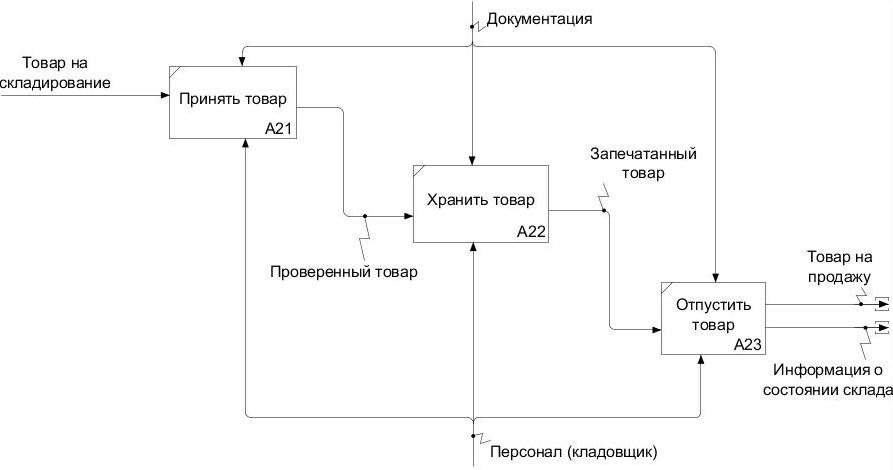 Документация
Товар на
складирование
Принять товар
A21
Запечатанный
товар
Хранить товар
A22
Проверенный товар
Товар на
продажу
Отпустить
товар
A23
Информация о
состоянии склада
Персонал (кладовщик)